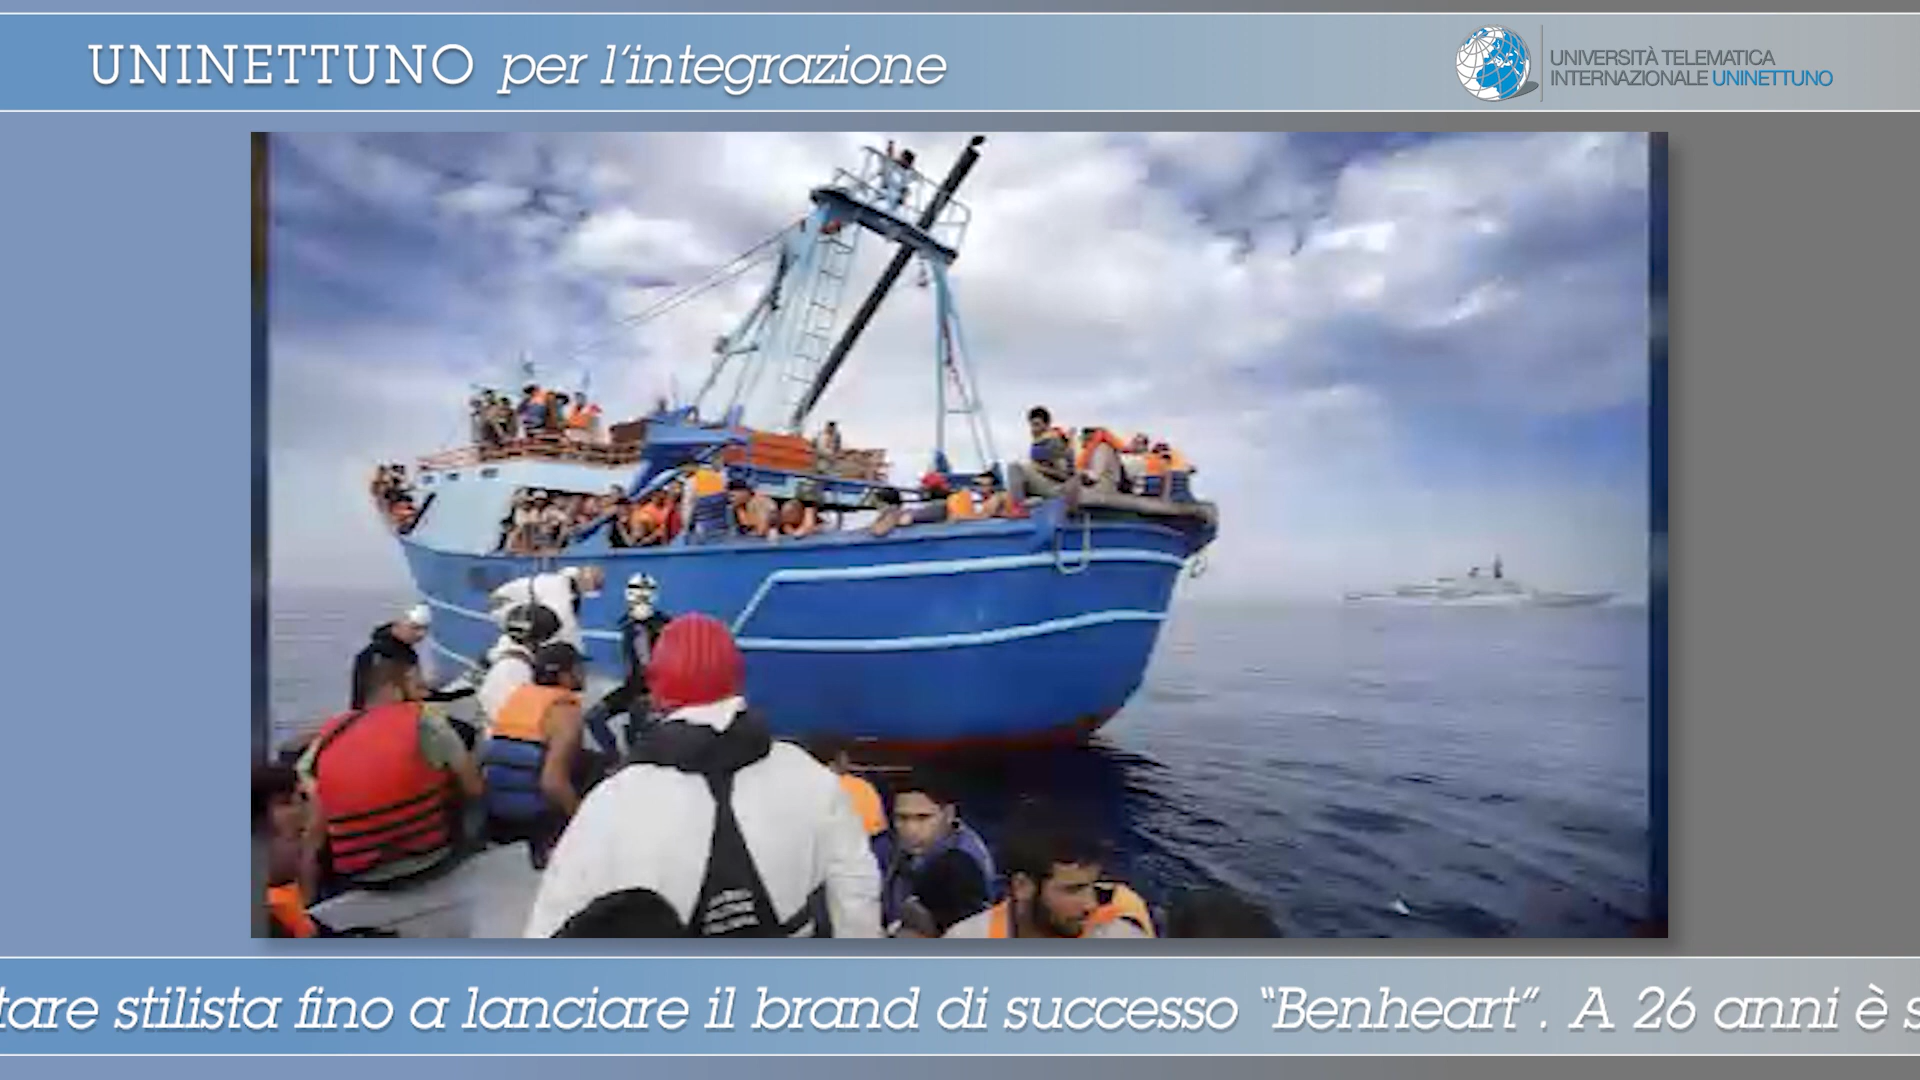 UNINETTUNO per l'integrazione
UNIVERSITÀ TELEMATICA
INTERNAZIONALE UNINETTUNO
tare stilista fino a lanciare il brand di successo “Benheart”. A 26 anni è s